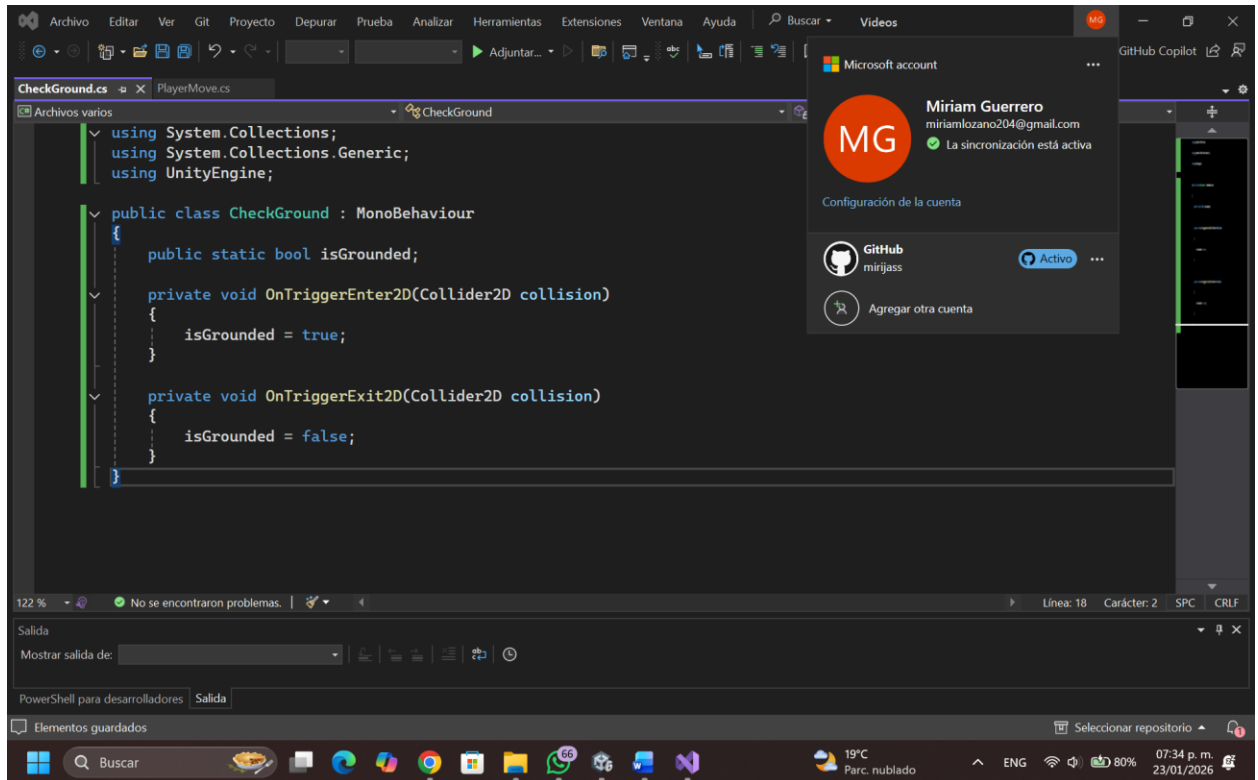 Archivo Editar Ver Git Proyecto Depurar Prueba Analizar Herramientas Extensiones Ventana Ayuda Buscar Videos MG
Adjuntar... GitHub Copilot
CheckGround.cs PlayerMove.cs
Archivos varios CheckGround
using System.Collections;
using System.Collections.Generic;
using UnityEngine;
public class CheckGround : MonoBehaviour
{
public static bool isGrounded;
private void OnTriggerEnter2D(Collider2D collision)
{
isGrounded = true;
}
private void OnTriggerExit2D(Collider2D collision)
{
isGrounded = false;
}
}
Microsoft account
MG
Miriam Guerrero
miriamlozano204@gmail.com
La sincronización está activa
Configuración de la cuenta
GitHub
mirijass
Activo
Agregar otra cuenta
122 % No se encontraron problemas. Línea: 18 Carácter: 2 SPC CRLF
Salida
Mostrar salida de:
PowerShell para desarrolladores Salida
Elementos guardados Seleccionar repositorio 1
Buscar 66 19°C ENG 80% 07:34 p. m.
Parc. nublado 23/01/2026